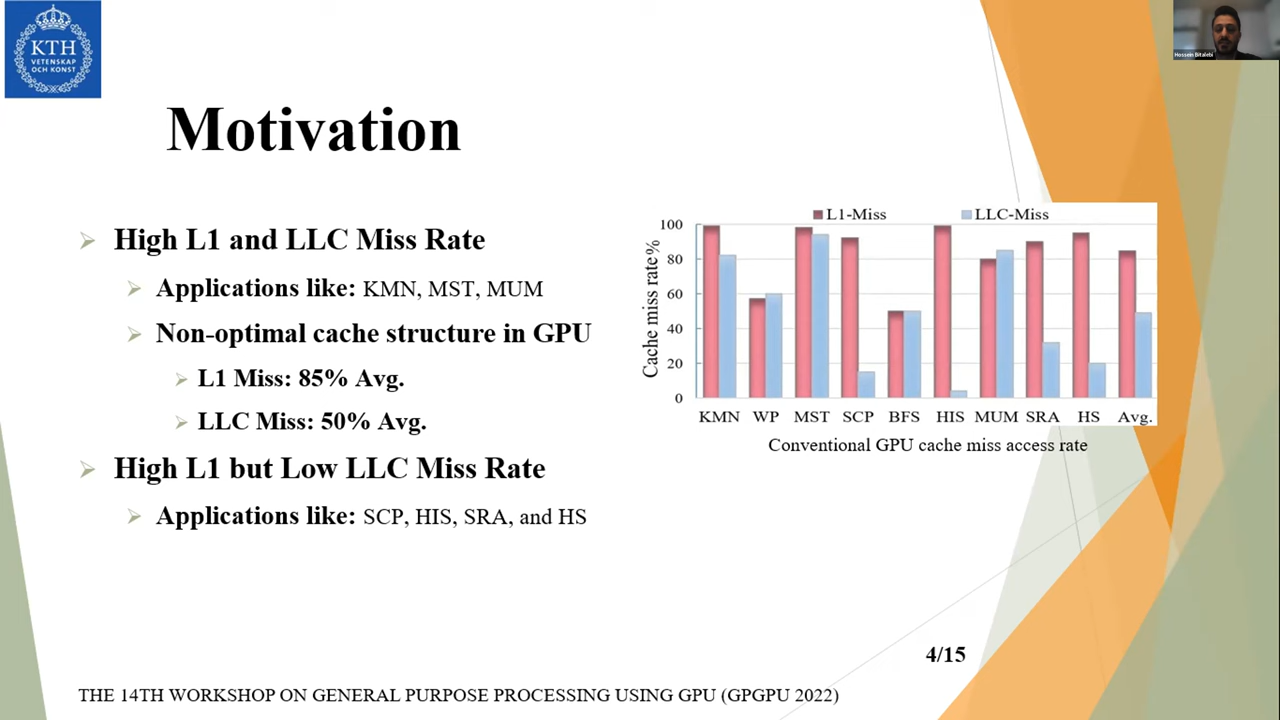 KTH
VETENSKAP
OCH KONST
Hossein Bitalebi
Motivation
High L1 and LLC Miss Rate
Applications like: KMN, MST, MUM
Non-optimal cache structure in GPU
L1 Miss: 85% Avg.
LLC Miss: 50% Avg.
High L1 but Low LLC Miss Rate
Applications like: SCP, HIS, SRA, and HS
L1-Miss LLC-Miss
Cache miss rate%
100
80
60
40
20
0
KMN WP MST SCP BFS HIS MUM SRA HS Avg.
Conventional GPU cache miss access rate
4/15
THE 14TH WORKSHOP ON GENERAL PURPOSE PROCESSING USING GPU (GPGPU 2022)